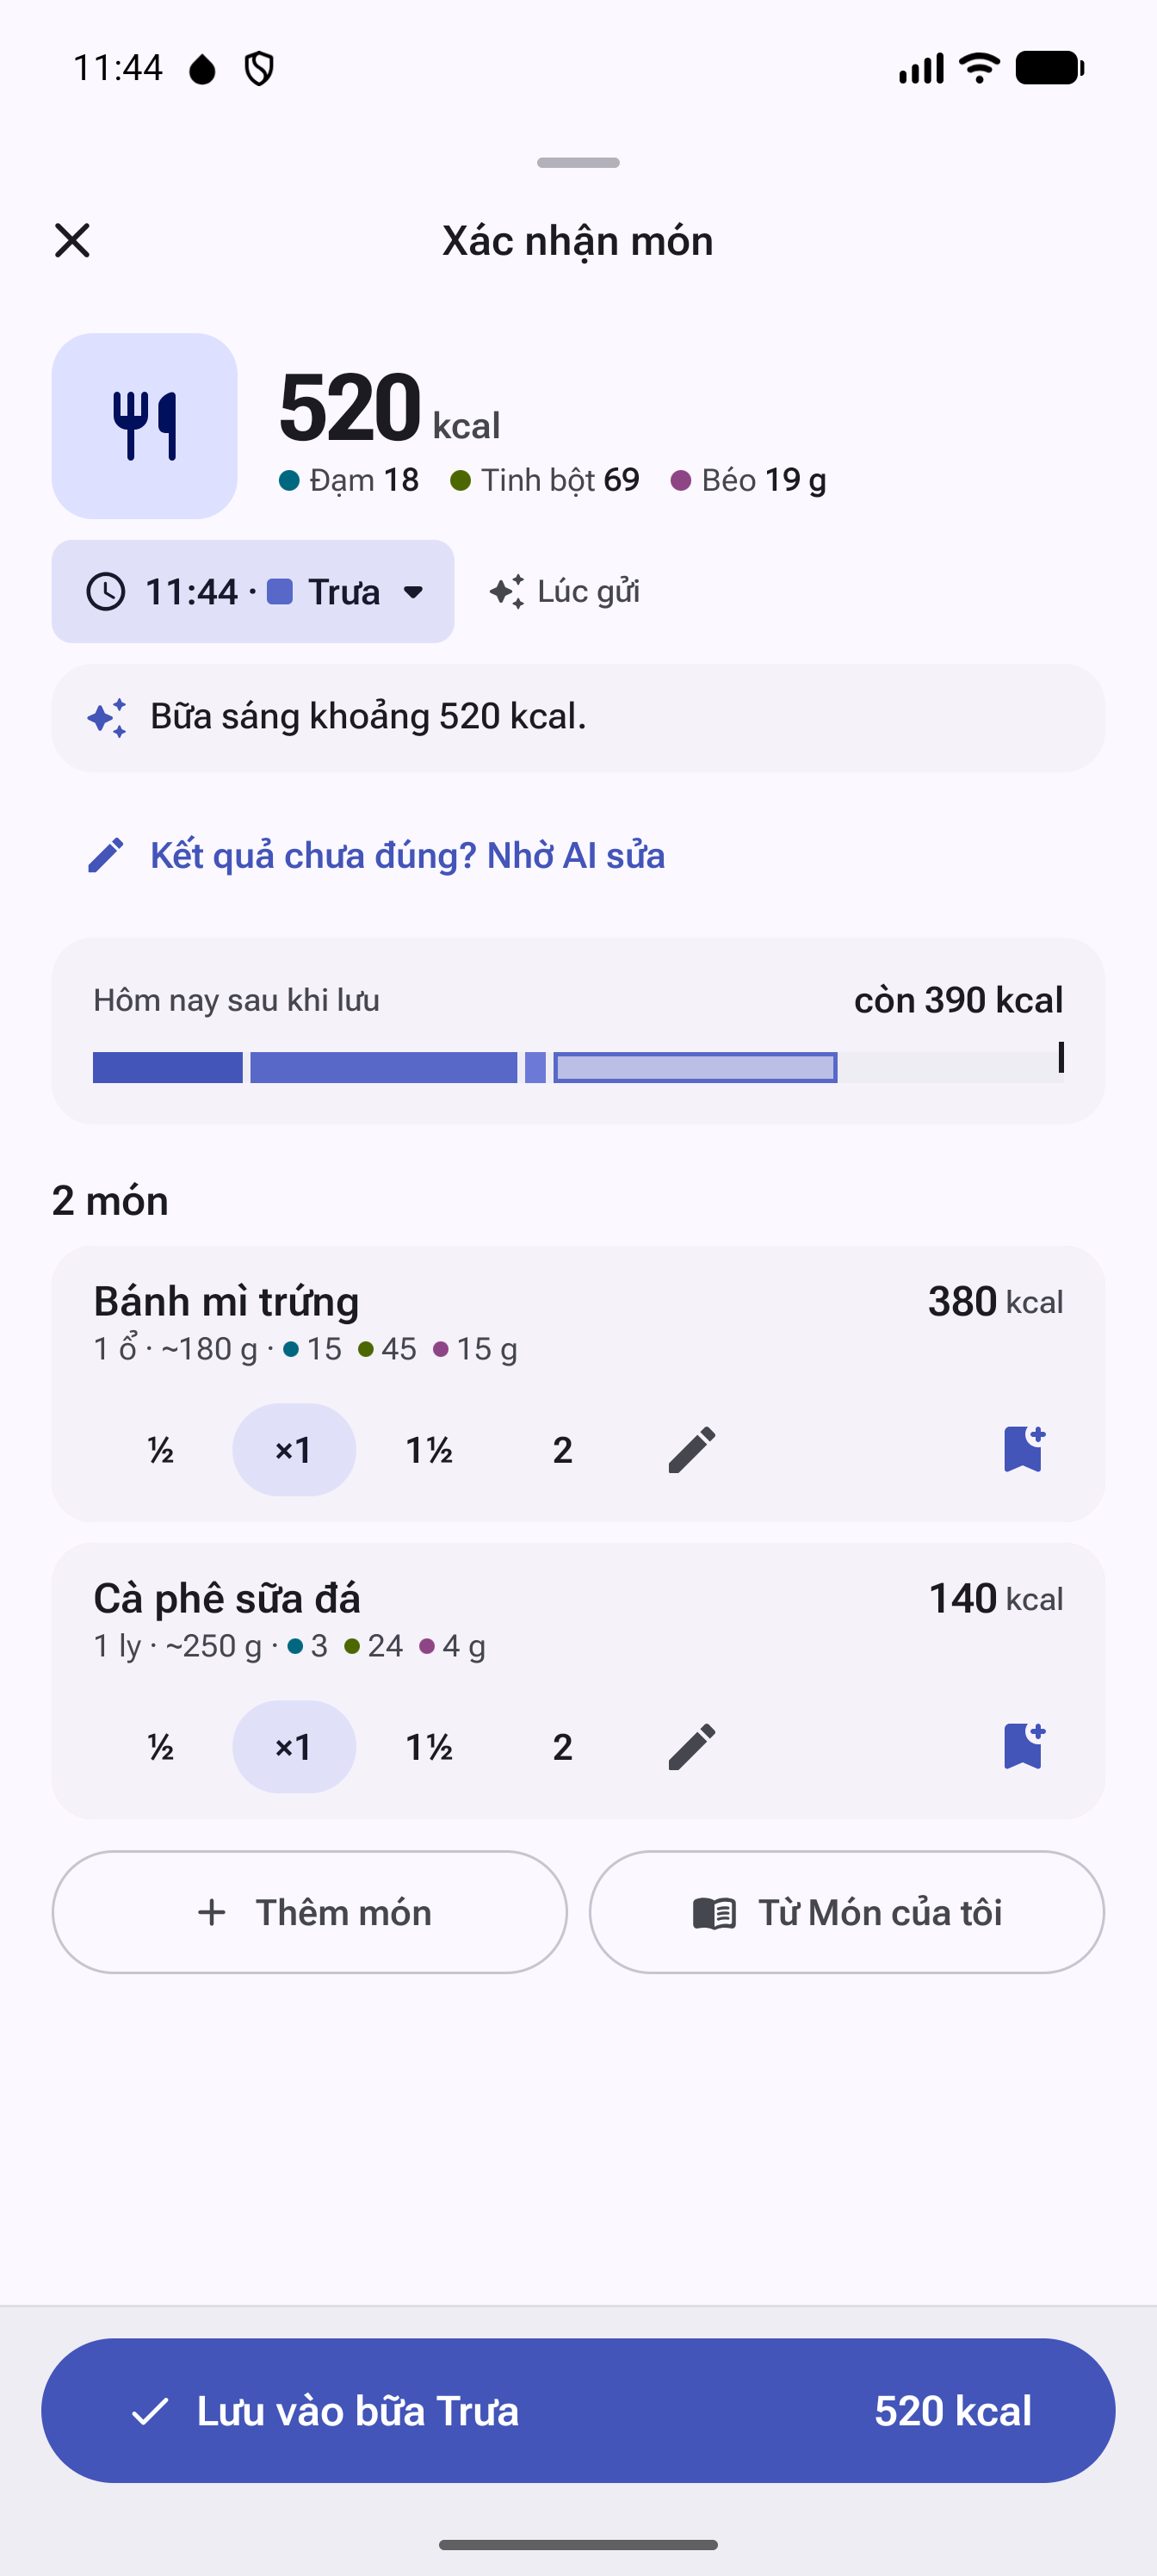 11:44
Xác nhận món
520 kcal
Đạm 18 Tinh bột 69 Béo 19 g
11:44 · Trưa Lúc gửi
Bữa sáng khoảng 520 kcal.
Kết quả chưa đúng? Nhờ AI sửa
Hôm nay sau khi lưu còn 390 kcal
2 món
Bánh mì trứng 380 kcal
1 ổ · ~180 g · 15 45 15 g
½ ×1 1½ 2
Cà phê sữa đá 140 kcal
1 ly · ~250 g · 3 24 4 g
½ ×1 1½ 2
+ Thêm món Từ Món của tôi
Lưu vào bữa Trưa 520 kcal